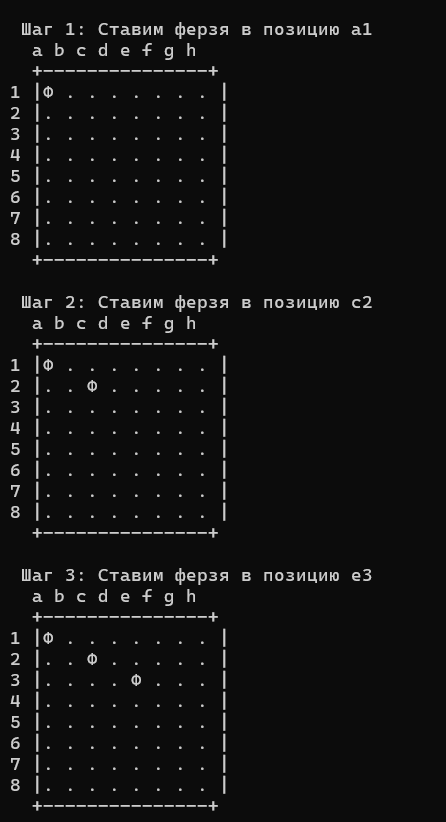 Шаг 1: Ставим ферзя в позицию a1
a b c d e f g h
+---------------+
1 |Ф . . . . . . . |
2 |. . . . . . . . |
3 |. . . . . . . . |
4 |. . . . . . . . |
5 |. . . . . . . . |
6 |. . . . . . . . |
7 |. . . . . . . . |
8 |. . . . . . . . |
+---------------+
Шаг 2: Ставим ферзя в позицию c2
a b c d e f g h
+---------------+
1 |Ф . . . . . . . |
2 |. . Ф . . . . . |
3 |. . . . . . . . |
4 |. . . . . . . . |
5 |. . . . . . . . |
6 |. . . . . . . . |
7 |. . . . . . . . |
8 |. . . . . . . . |
+---------------+
Шаг 3: Ставим ферзя в позицию e3
a b c d e f g h
+---------------+
1 |Ф . . . . . . . |
2 |. . Ф . . . . . |
3 |. . . . Ф . . . |
4 |. . . . . . . . |
5 |. . . . . . . . |
6 |. . . . . . . . |
7 |. . . . . . . . |
8 |. . . . . . . . |
+---------------+